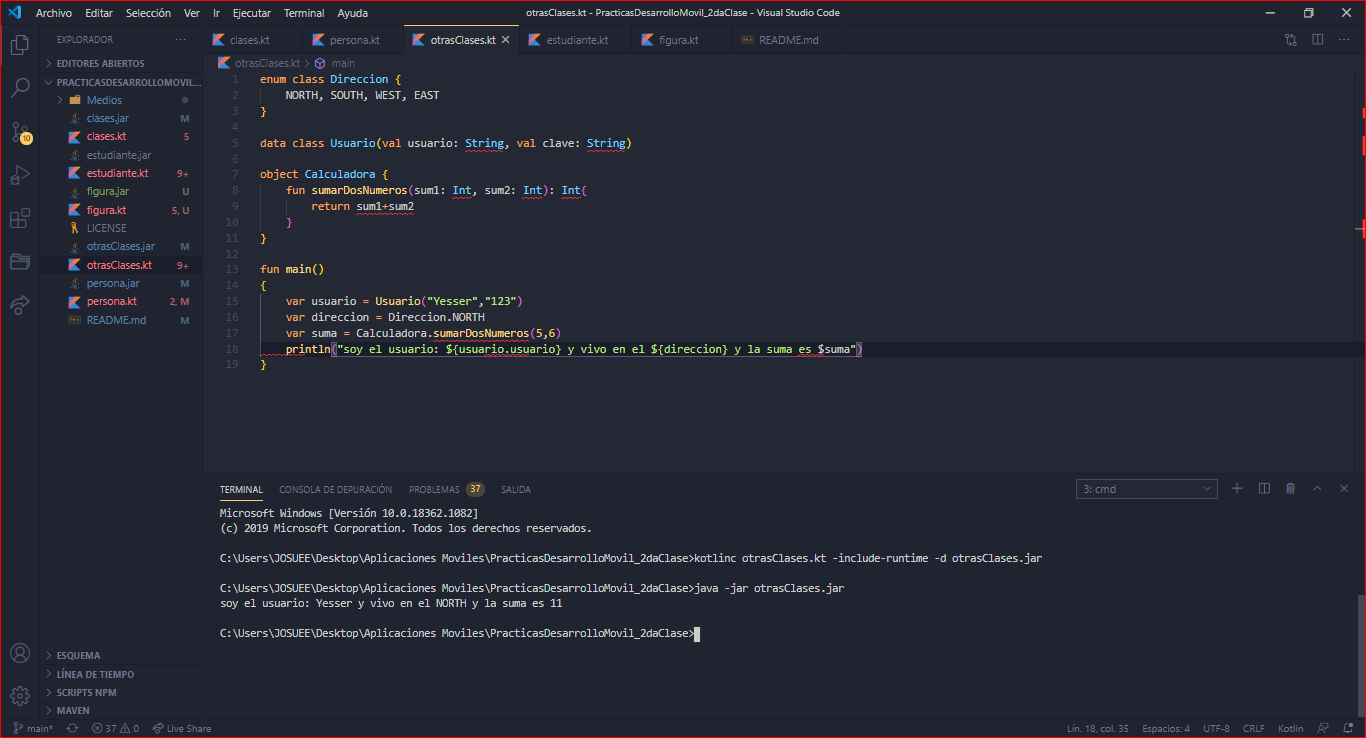 Archivo Editar Selección Ver Ir Ejecutar Terminal Ayuda
otrasClases.kt - PracticasDesarrolloMovil_2daClase - Visual Studio Code
EXPLORADOR ···
EDITORES ABIERTOS
PRACTICASDESARROLLOMOVIL...
Medios
clases.jar M
clases.kt 5
estudiante.jar
estudiante.kt 9+
figura.jar U
figura.kt 5, U
LICENSE
otrasClases.jar M
otrasClases.kt 9+
persona.jar M
persona.kt 2, M
README.md M
ESQUEMA
LÍNEA DE TIEMPO
SCRIPTS NPM
MAVEN
10
clases.kt persona.kt otrasClases.kt estudiante.kt figura.kt README.md
otrasClases.kt > main
1 enum class Direccion {
2 NORTH, SOUTH, WEST, EAST
3 }
4
5 data class Usuario(val usuario: String, val clave: String)
6
7 object Calculadora {
8 fun sumarDosNumeros(sum1: Int, sum2: Int): Int{
9 return sum1+sum2
10 }
11 }
12
13 fun main()
14 {
15 var usuario = Usuario("Yesser","123")
16 var direccion = Direccion.NORTH
17 var suma = Calculadora.sumarDosNumeros(5,6)
18 println("soy el usuario: ${usuario.usuario} y vivo en el ${direccion} y la suma es $suma")
19 }
TERMINAL CONSOLA DE DEPURACIÓN PROBLEMAS 37 SALIDA
3: cmd
Microsoft Windows [Versión 10.0.18362.1082]
(c) 2019 Microsoft Corporation. Todos los derechos reservados.
C:\Users\JOSUEE\Desktop\Aplicaciones Moviles\PracticasDesarrolloMovil_2daClase>kotlinc otrasClases.kt -include-runtime -d otrasClases.jar
C:\Users\JOSUEE\Desktop\Aplicaciones Moviles\PracticasDesarrolloMovil_2daClase>java -jar otrasClases.jar
soy el usuario: Yesser y vivo en el NORTH y la suma es 11
C:\Users\JOSUEE\Desktop\Aplicaciones Moviles\PracticasDesarrolloMovil_2daClase>
main* 37 0 Live Share
Lín. 18, col. 35 Espacios: 4 UTF-8 CRLF Kotlin